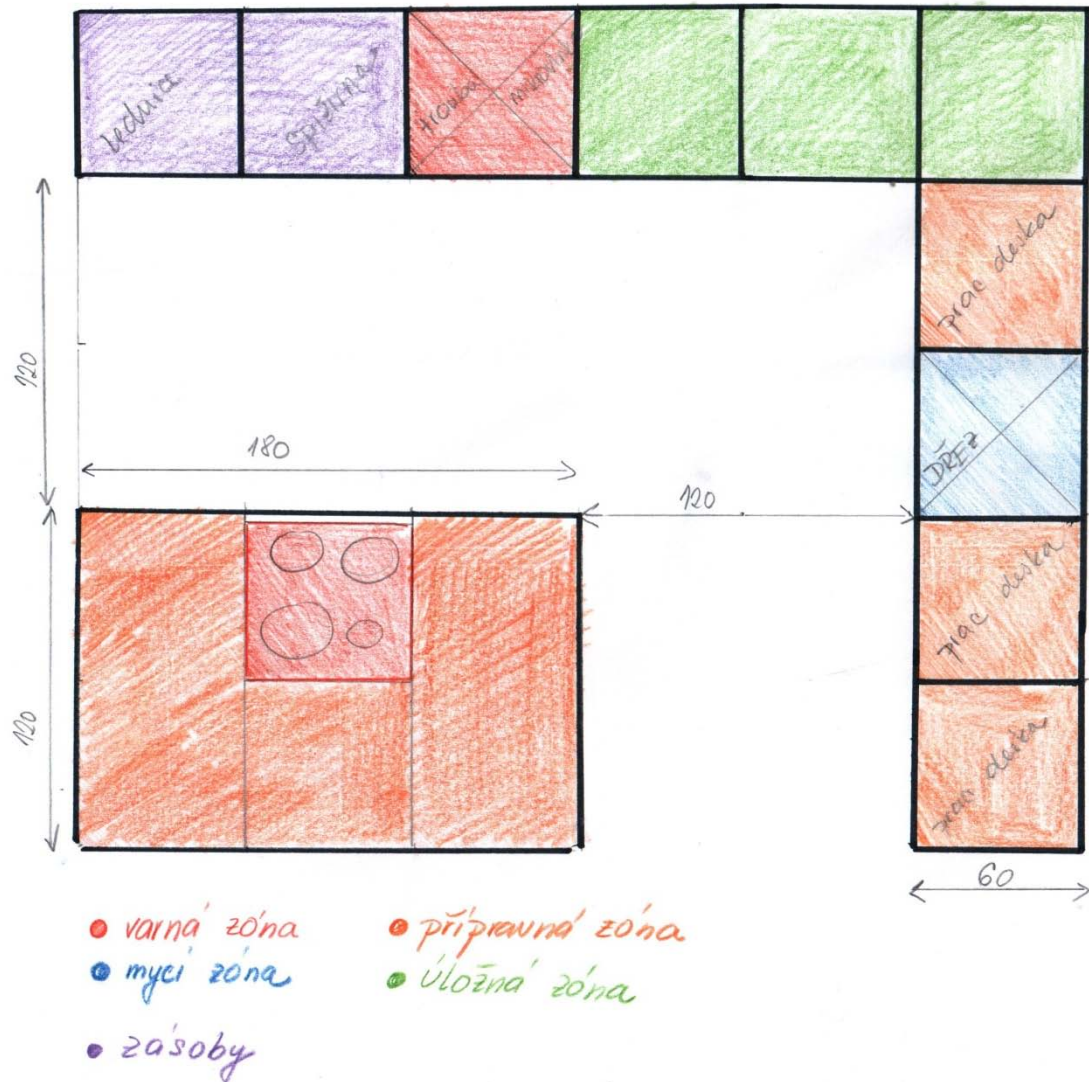 lednice
spižírna
trouba
120
180
120
120
60
prac deska
DŘEZ
prac deska
prac deska
varná zóna
přípravná zóna
mycí zóna
úložná zóna
zásoby